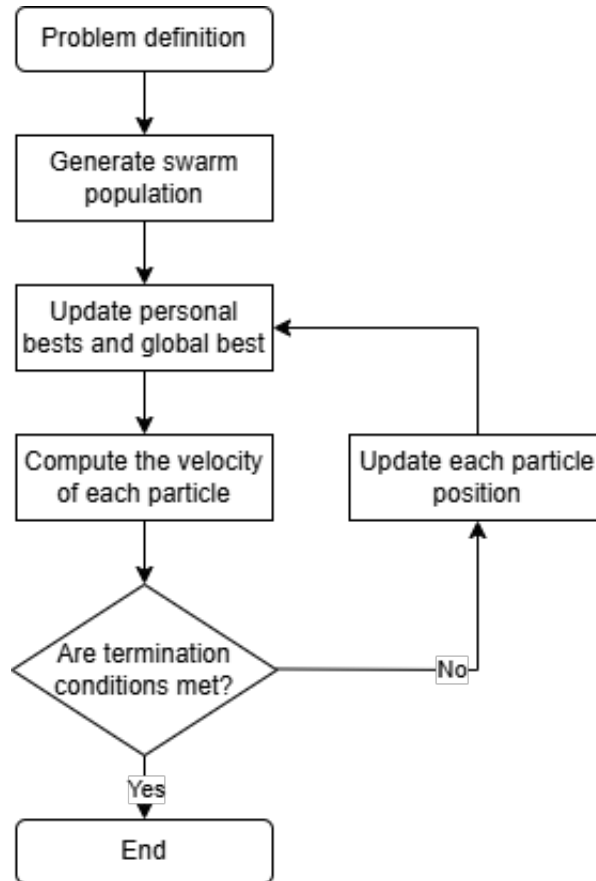 Problem definition
Generate swarm
population
Update personal
bests and global best
Compute the velocity
of each particle
Update each particle
position
Are termination
conditions met?
No
Yes
End